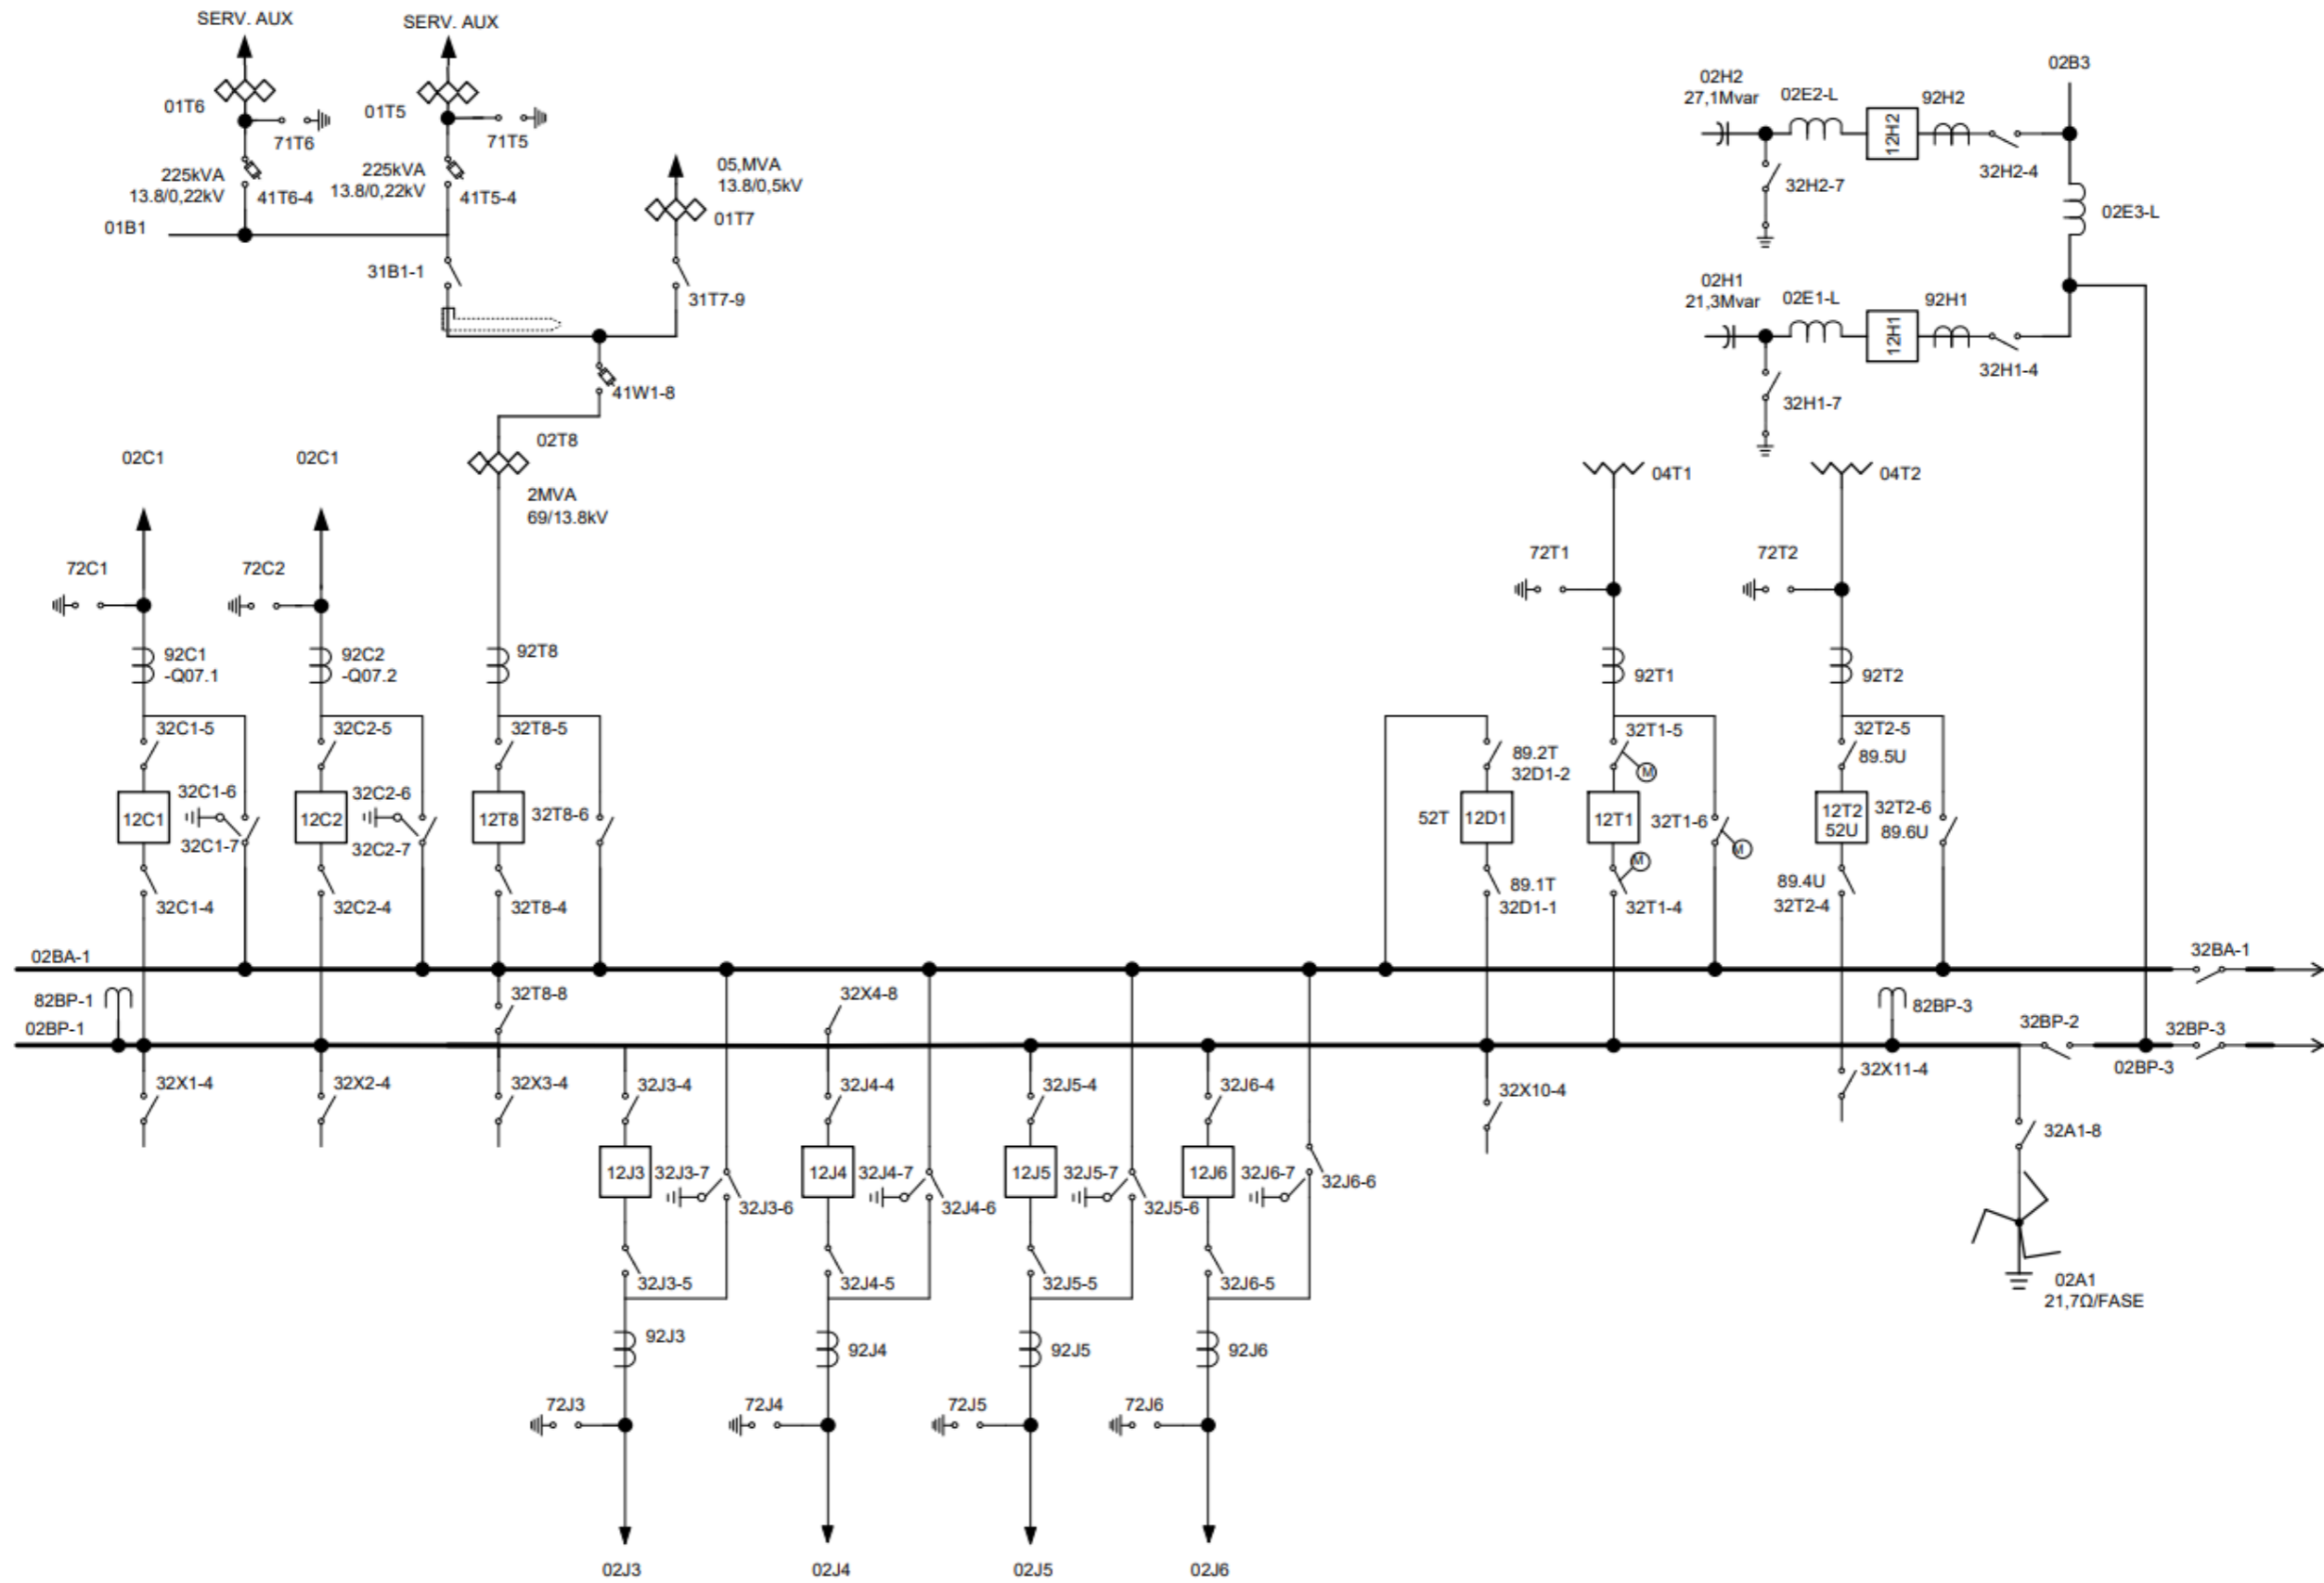 SERV. AUX
SERV. AUX
01T6
71T6
225kVA
13.8/0,22kV
41T6-4
01T5
71T5
225kVA
13.8/0,22kV
41T5-4
01B1
31B1-1
05,MVA
13.8/0,5kV
01T7
31T7-9
41W1-8
02T8
2MVA
69/13.8kV
02H2
27,1Mvar
02E2-L
12H2
92H2
32H2-4
32H2-7
02B3
02E3-L
02H1
21,3Mvar
02E1-L
12H1
92H1
32H1-4
32H1-7
02C1
02C1
04T1
04T2
72C1
72C2
72T1
72T2
92C1
-Q07.1
92C2
-Q07.2
92T8
92T1
92T2
32C1-5
32C2-5
32T8-5
89.2T
32D1-2
32T1-5
M
32T2-5
89.5U
32C1-6
12C1
32C1-7
32C2-6
12C2
32C2-7
12T8
32T8-6
52T
12D1
12T1
32T1-6
M
M
12T2
52U
32T2-6
89.6U
32C1-4
32C2-4
32T8-4
89.1T
32D1-1
32T1-4
89.4U
32T2-4
02BA-1
32BA-1
82BP-1
02BP-1
32T8-8
32X4-8
82BP-3
32BP-2
32BP-3
02BP-3
32X1-4
32X2-4
32X3-4
32J3-4
32J4-4
32J5-4
32J6-4
32X10-4
32X11-4
32A1-8
12J3
32J3-7
32J3-6
12J4
32J4-7
32J4-6
12J5
32J5-7
32J5-6
12J6
32J6-7
32J6-6
32J3-5
32J4-5
32J5-5
32J6-5
02A1
21,7Ω/FASE
92J3
92J4
92J5
92J6
72J3
72J4
72J5
72J6
02J3
02J4
02J5
02J6